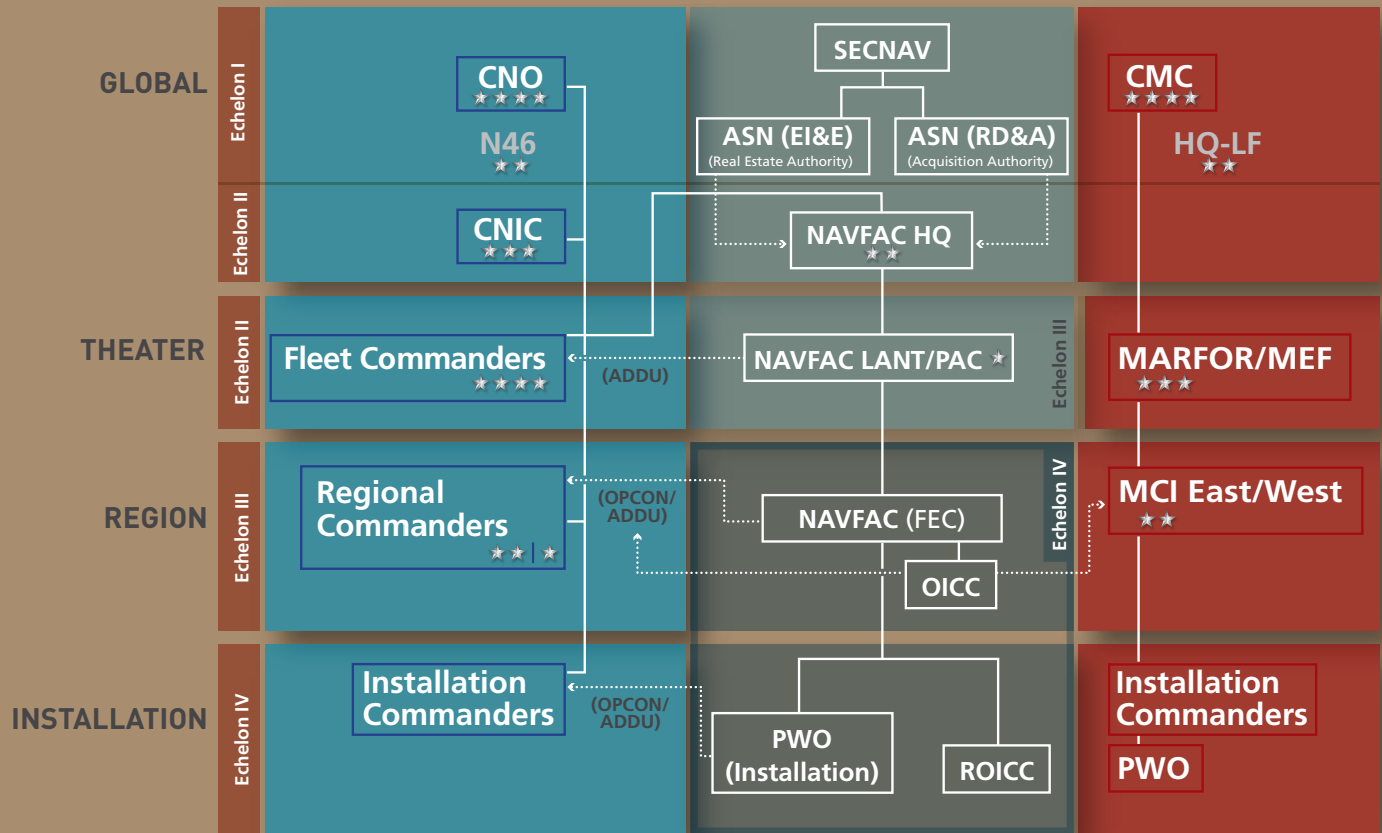 GLOBAL
Echelon I
CNO
N46
SECNAV
ASN (EI&E)
(Real Estate Authority)
ASN (RD&A)
(Acquisition Authority)
CMC
HQ-LF
Echelon II
CNIC
NAVFAC HQ
THEATER
Echelon II
Fleet Commanders
(ADDU)
NAVFAC LANT/PAC
Echelon III
MARFOR/MEF
REGION
Echelon III
Regional
Commanders
(OPCON/
ADDU)
NAVFAC (FEC)
OICC
Echelon IV
MCI East/West
INSTALLATION
Echelon IV
Installation
Commanders
(OPCON/
ADDU)
PWO
(Installation)
ROICC
Installation
Commanders
PWO